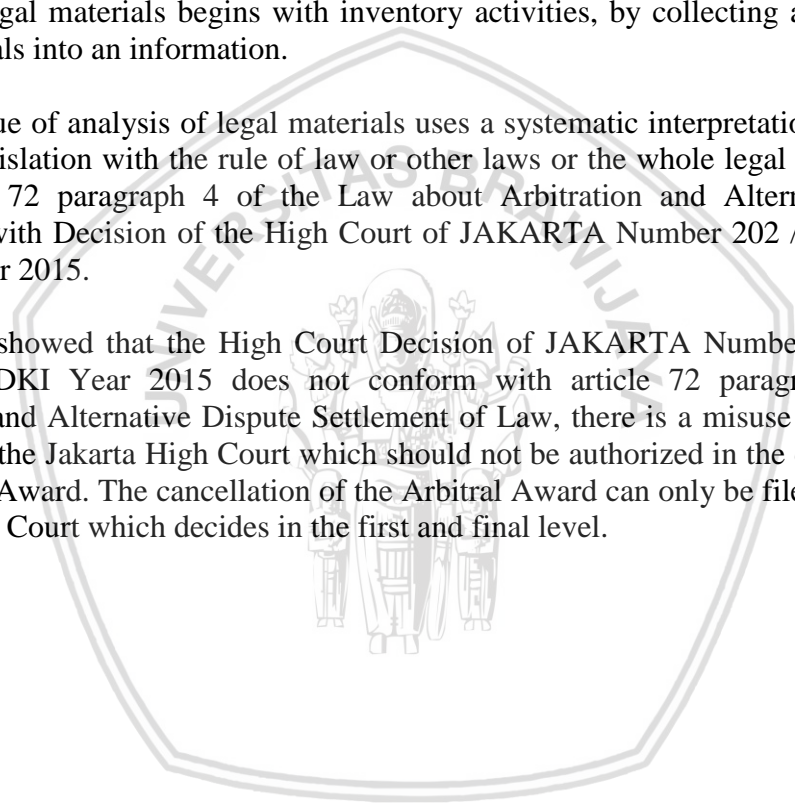 gal materials begins with inventory activities, by collecting a
als into an information.
ue of analysis of legal materials uses a systematic interpretatio
islation with the rule of law or other laws or the whole legal
72 paragraph 4 of the Law about Arbitration and Altern
with Decision of the High Court of JAKARTA Number 202 /
r 2015.
showed that the High Court Decision of JAKARTA Numbe
DKI Year 2015 does not conform with article 72 paragr
and Alternative Dispute Settlement of Law, there is a misuse
the Jakarta High Court which should not be authorized in the
Award. The cancellation of the Arbitral Award can only be file
Court which decides in the first and final level.
UNIVERSITAS BRAWIJAYA